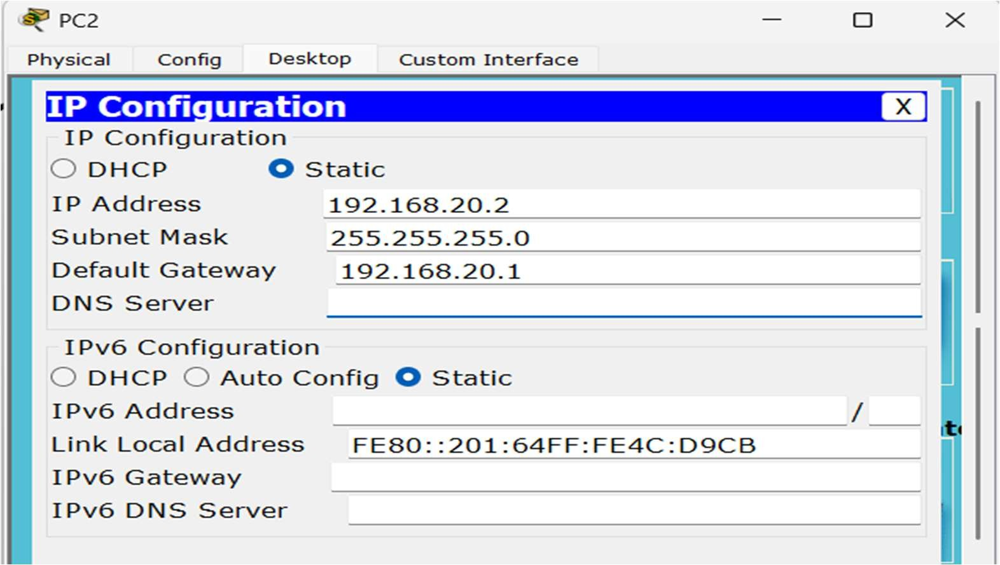 PC2
Physical Config Desktop Custom Interface
IP Configuration X
IP Configuration
DHCP Static
IP Address 192.168.20.2
Subnet Mask 255.255.255.0
Default Gateway 192.168.20.1
DNS Server
IPv6 Configuration
DHCP Auto Config Static
IPv6 Address /
Link Local Address FE80::201:64FF:FE4C:D9CB
IPv6 Gateway
IPv6 DNS Server